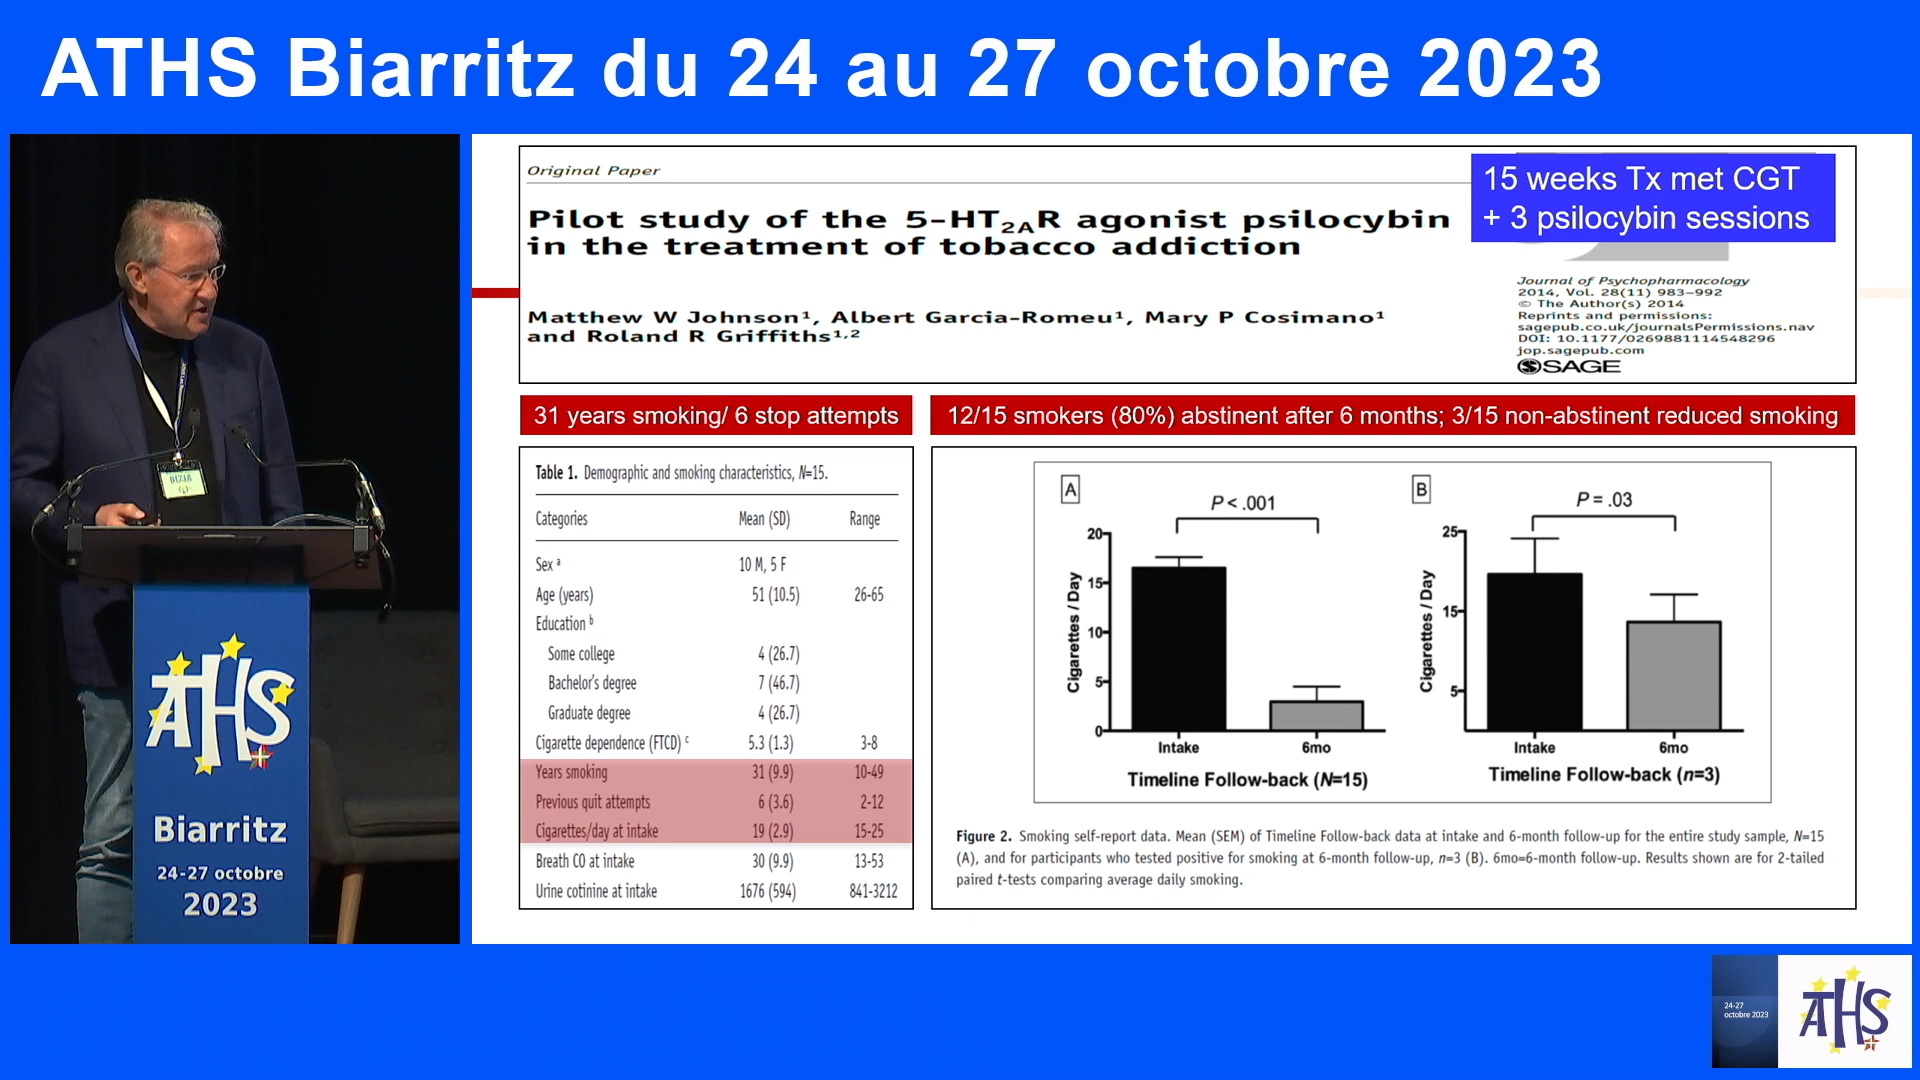 ATHS Biarritz du 24 au 27 octobre 2023
Original Paper
15 weeks Tx met CGT
+ 3 psilocybin sessions
Pilot study of the 5-HT2AR agonist psilocybin
in the treatment of tobacco addiction
Journal of Psychopharmacology
2014, Vol. 28(11) 983–992
© The Author(s) 2014
Reprints and permissions:
sagepub.co.uk/journalsPermissions.nav
DOI: 10.1177/0269881114548296
jop.sagepub.com
SAGE
Matthew W Johnson¹, Albert Garcia-Romeu¹, Mary P Cosimano¹
and Roland R Griffiths¹,²
31 years smoking/ 6 stop attempts
12/15 smokers (80%) abstinent after 6 months; 3/15 non-abstinent reduced smoking
Table 1. Demographic and smoking characteristics, N=15.
Categories Mean (SD) Range
Sex ª 10 M, 5 F
Age (years) 51 (10.5) 26-65
Education ᵇ
Some college 4 (26.7)
Bachelor's degree 7 (46.7)
Graduate degree 4 (26.7)
Cigarette dependence (FTCD) ᶜ 5.3 (1.3) 3-8
Years smoking 31 (9.9) 10-49
Previous quit attempts 6 (3.6) 2-12
Cigarettes/day at intake 19 (2.9) 15-25
Breath CO at intake 30 (9.9) 13-53
Urine cotinine at intake 1676 (594) 841-3212
A
P < .001
20
15
10
5
0
Cigarettes / Day
Intake 6mo
Timeline Follow-back (N=15)
B
P = .03
25
15
5
Cigarettes / Day
Intake 6mo
Timeline Follow-back (n=3)
Figure 2. Smoking self-report data. Mean (SEM) of Timeline Follow-back data at intake and 6-month follow-up for the entire study sample, N=15
(A), and for participants who tested positive for smoking at 6-month follow-up, n=3 (B). 6mo=6-month follow-up. Results shown are for 2-tailed
paired t-tests comparing average daily smoking.
ATHS
Biarritz
24-27 octobre
2023
24-27
octobre 2023
ATHS